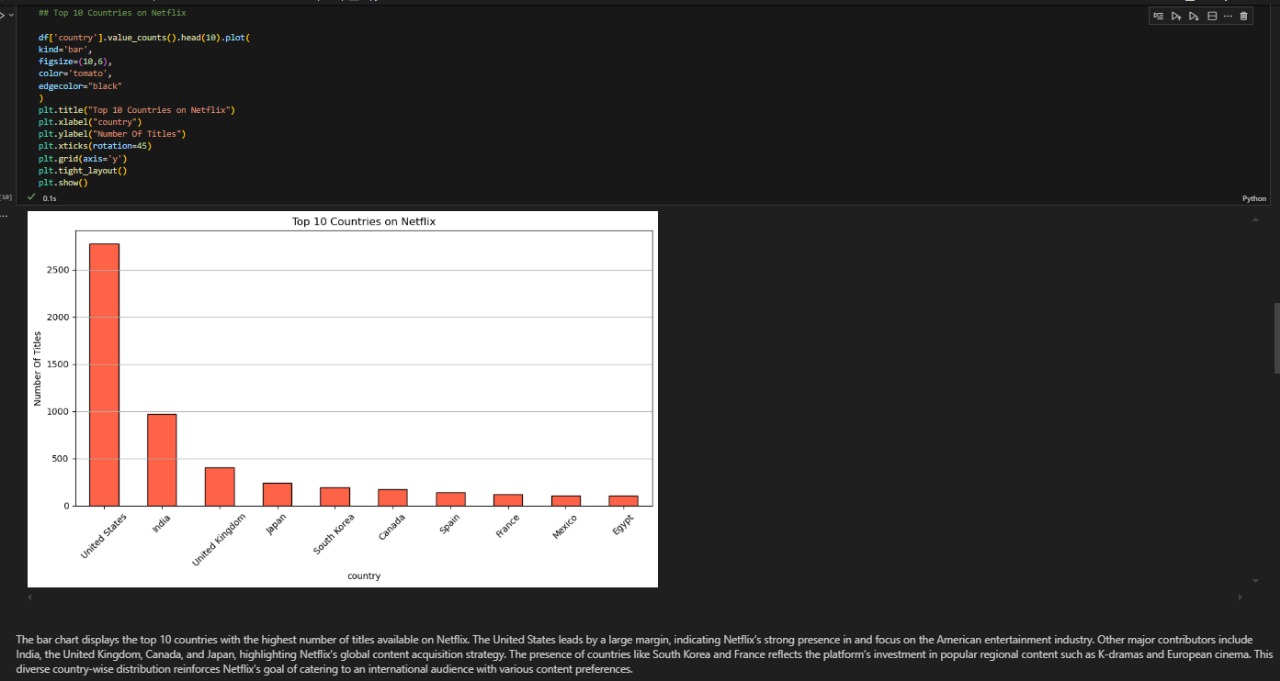 ## Top 10 Countries on Netflix
df['country'].value_counts().head(10).plot(
kind='bar',
figsize=(10,6),
color='tomato',
edgecolor="black"
)
plt.title("Top 10 Countries on Netflix")
plt.xlabel("country")
plt.ylabel("Number Of Titles")
plt.xticks(rotation=45)
plt.grid(axis='y')
plt.tight_layout()
plt.show()
0.1s
Python
Top 10 Countries on Netflix
Number Of Titles
2500
2000
1500
1000
500
0
United States
India
United Kingdom
Japan
South Korea
Canada
Spain
France
Mexico
Egypt
country
The bar chart displays the top 10 countries with the highest number of titles available on Netflix. The United States leads by a large margin, indicating Netflix's strong presence in and focus on the American entertainment industry. Other major contributors include
India, the United Kingdom, Canada, and Japan, highlighting Netflix's global content acquisition strategy. The presence of countries like South Korea and France reflects the platform's investment in popular regional content such as K-dramas and European cinema. This
diverse country-wise distribution reinforces Netflix's goal of catering to an international audience with various content preferences.